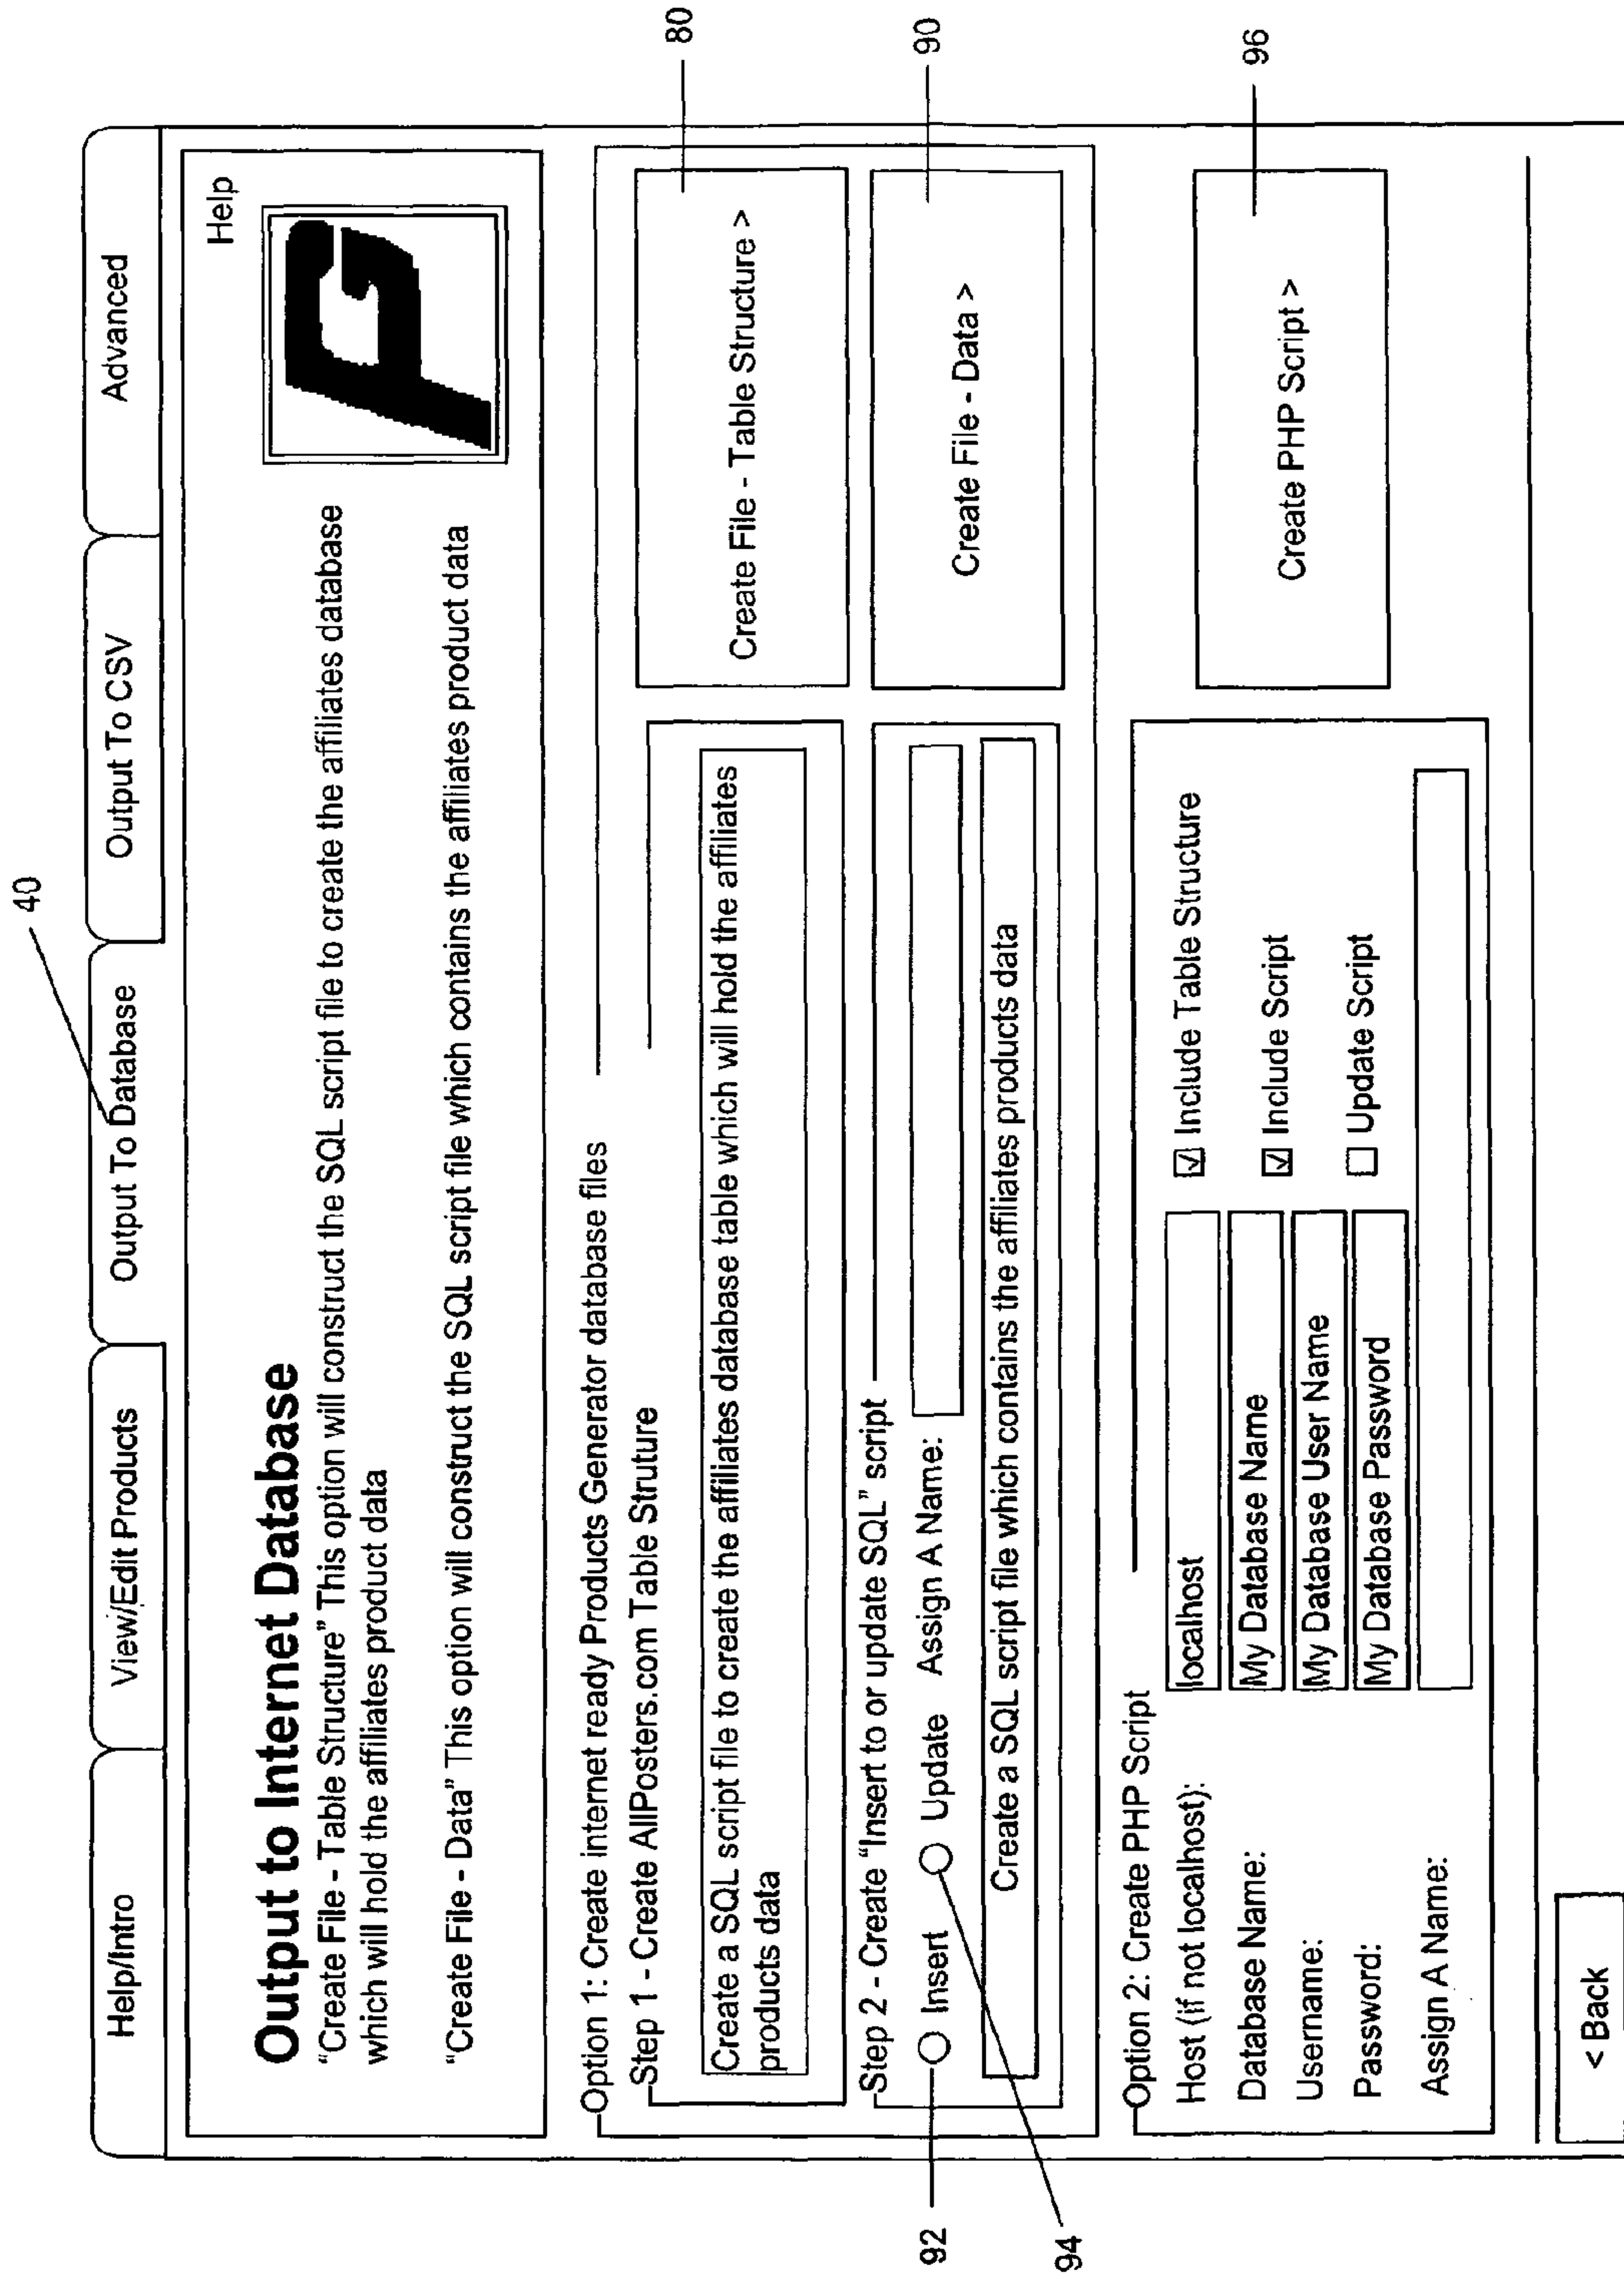 40
Help/Intro
View/Edit Products
Output To Database
Output To CSV
Advanced
Help
Output to Internet Database
“Create File - Table Structure” This option will construct the SQL script file to create the affiliates database
which will hold the affiliates product data
“Create File - Data” This option will construct the SQL script file which contains the affiliates product data
Option 1: Create internet ready Products Generator database files
Step 1 - Create AllPosters.com Table Struture
Create a SQL script file to create the affiliates database table which will hold the affiliates
products data
Create File - Table Structure >
80
Step 2 - Create “Insert to or update SQL” script
92
Insert
94
Update
Assign A Name:
Create a SQL script file which contains the affiliates products data
Create File - Data >
90
Option 2: Create PHP Script
Host (if not localhost):
localhost
Include Table Structure
Database Name:
My Database Name
Include Script
Username:
My Database User Name
Password:
My Database Password
Update Script
Assign A Name:
Create PHP Script >
96
< Back